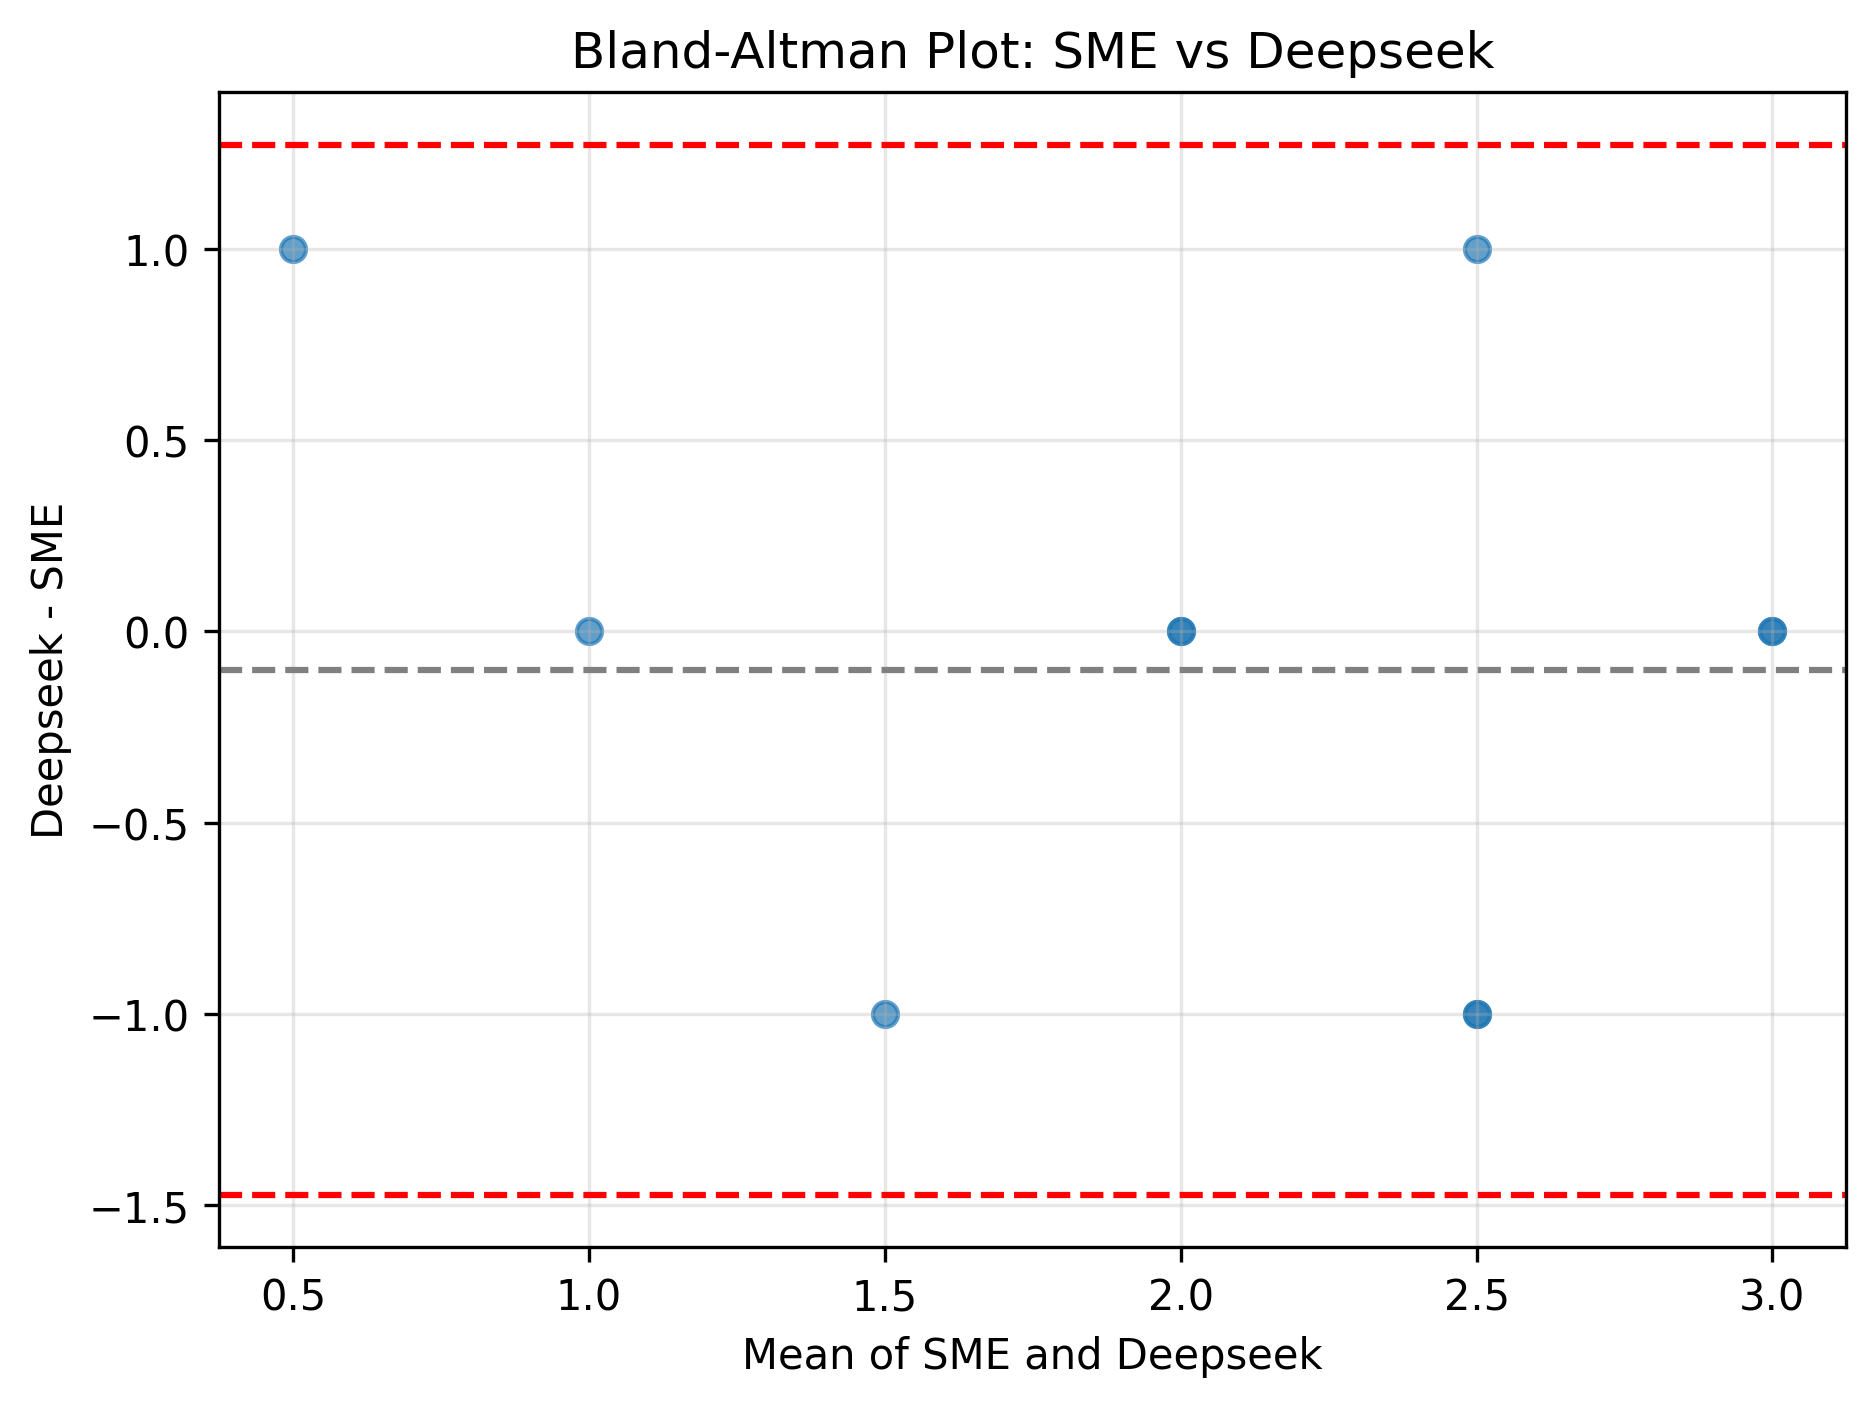 Bland-Altman Plot: SME vs Deepseek
Deepseek - SME
1.0
0.5
0.0
−0.5
−1.0
−1.5
0.5 1.0 1.5 2.0 2.5 3.0
Mean of SME and Deepseek